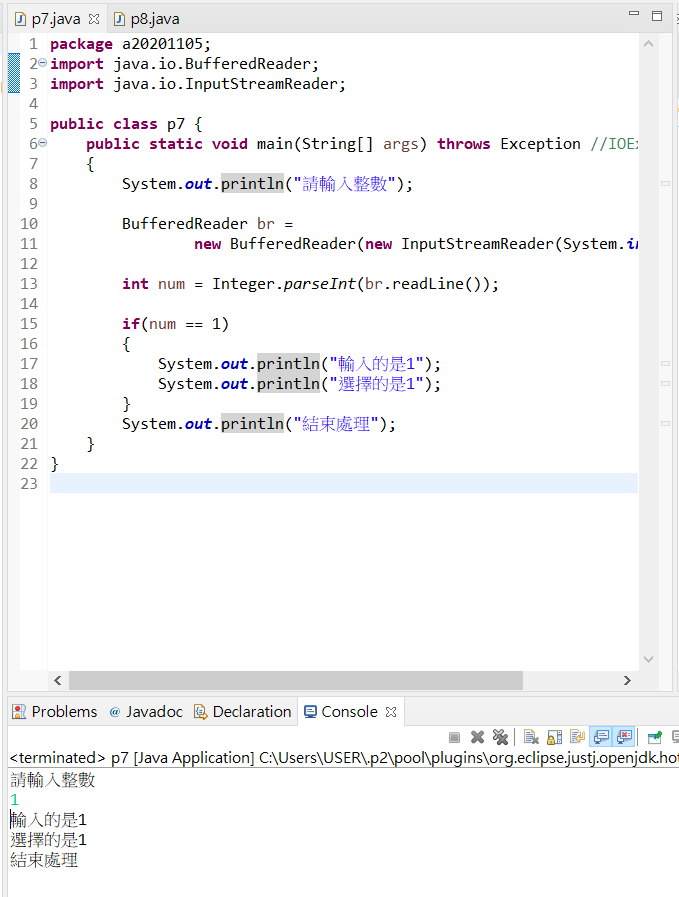 p7.java
p8.java
1 package a20201105;
2 import java.io.BufferedReader;
3 import java.io.InputStreamReader;
4
5 public class p7 {
6 public static void main(String[] args) throws Exception //IOEx
7 {
8 System.out.println("請輸入整數");
9
10 BufferedReader br =
11 new BufferedReader(new InputStreamReader(System.in
12
13 int num = Integer.parseInt(br.readLine());
14
15 if(num == 1)
16 {
17 System.out.println("輸入的是1");
18 System.out.println("選擇的是1");
19 }
20 System.out.println("結束處理");
21 }
22 }
23
Problems @ Javadoc Declaration Console
<terminated> p7 [Java Application] C:\Users\USER\.p2\pool\plugins\org.eclipse.justj.openjdk.hot
請輸入整數
1
輸入的是1
選擇的是1
結束處理